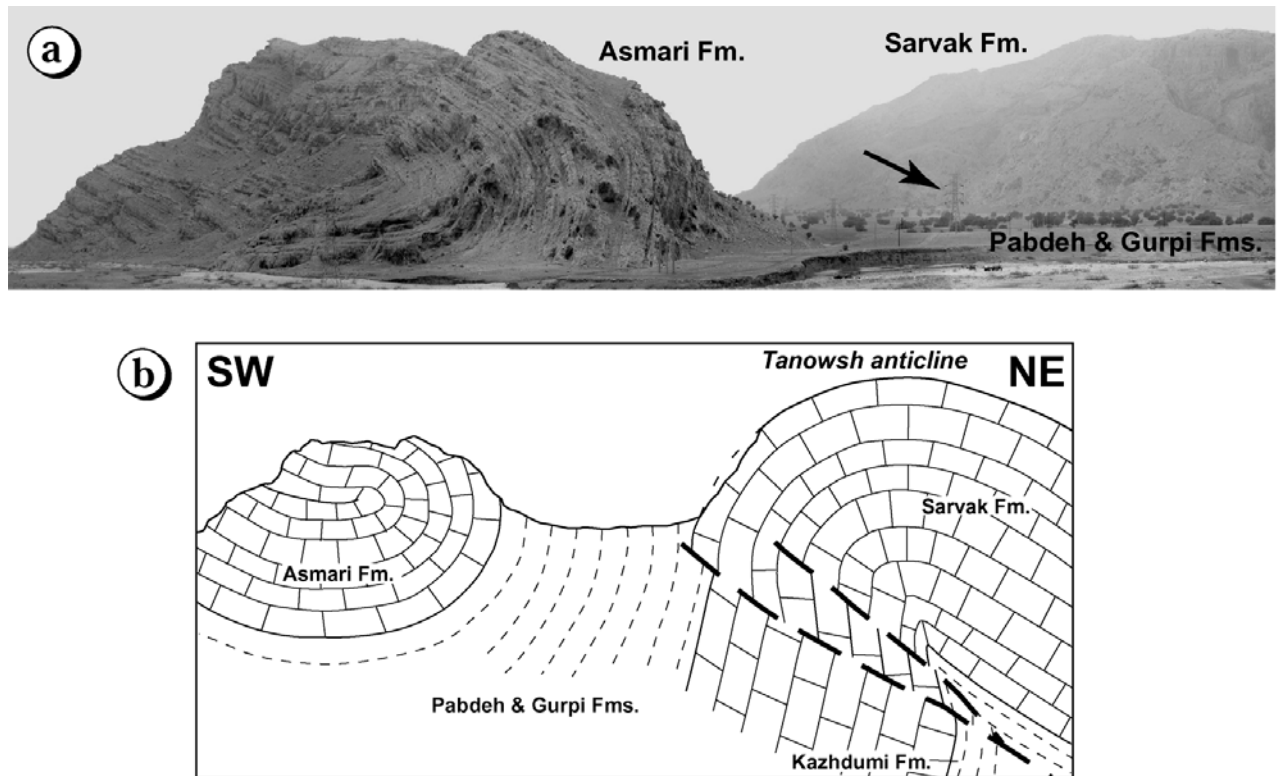 a
Asmari Fm.
Sarvak Fm.
Pabdeh & Gurpi Fms.
b
SW
Tanowsh anticline
NE
Sarvak Fm.
Asmari Fm.
Pabdeh & Gurpi Fms.
Kazhdumi Fm.